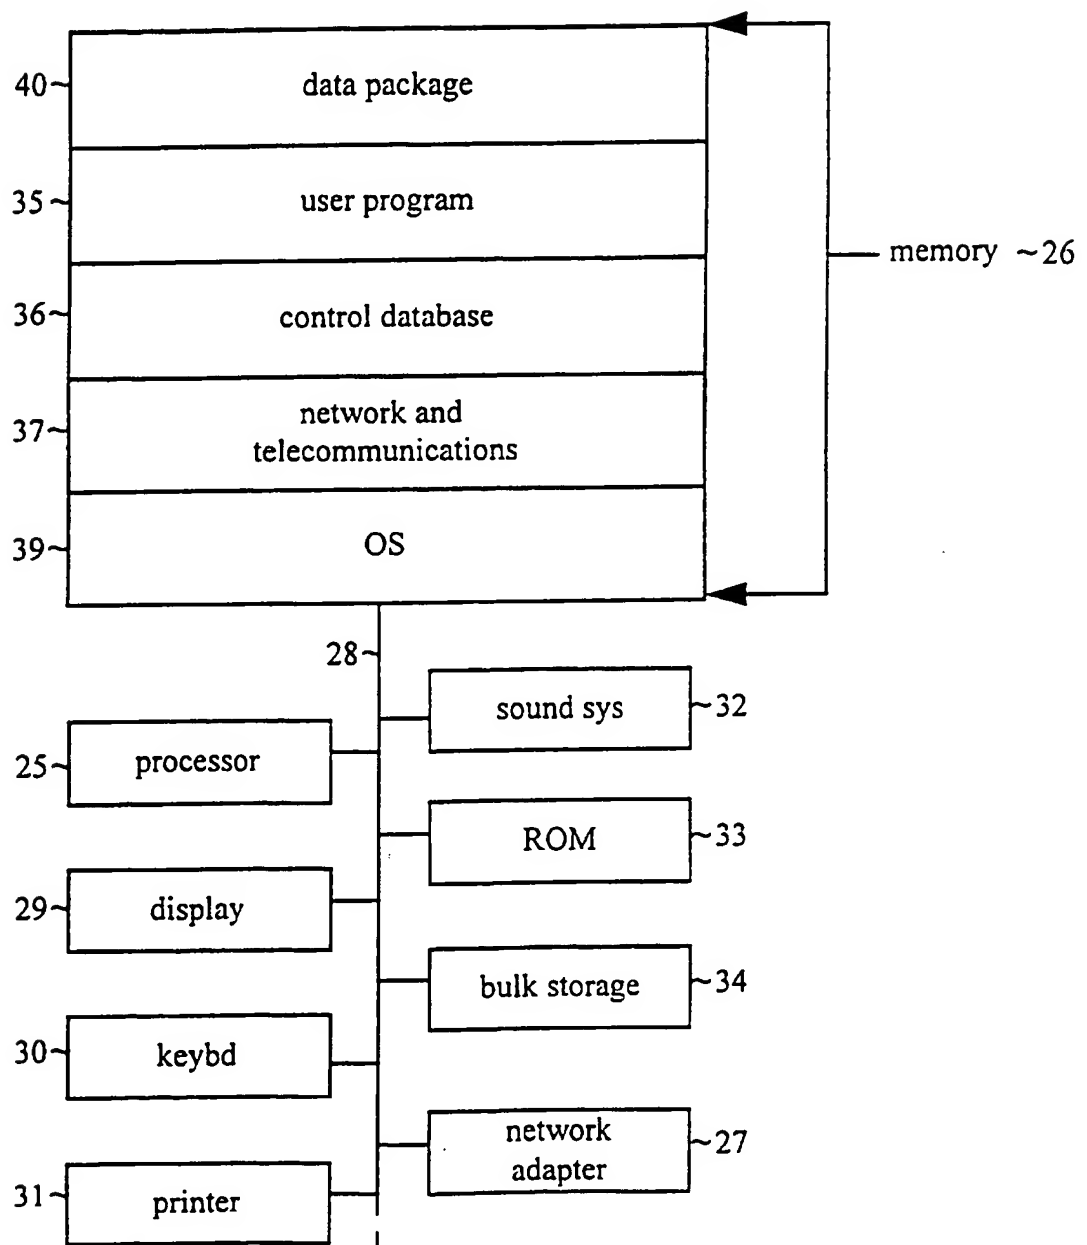 40~ data package
35~ user program
memory ~26
36~ control database
37~ network and
telecommunications
39~ OS
28~
sound sys ~32
25~ processor
ROM ~33
29~ display
bulk storage ~34
30~ keybd
network
adapter ~27
31~ printer